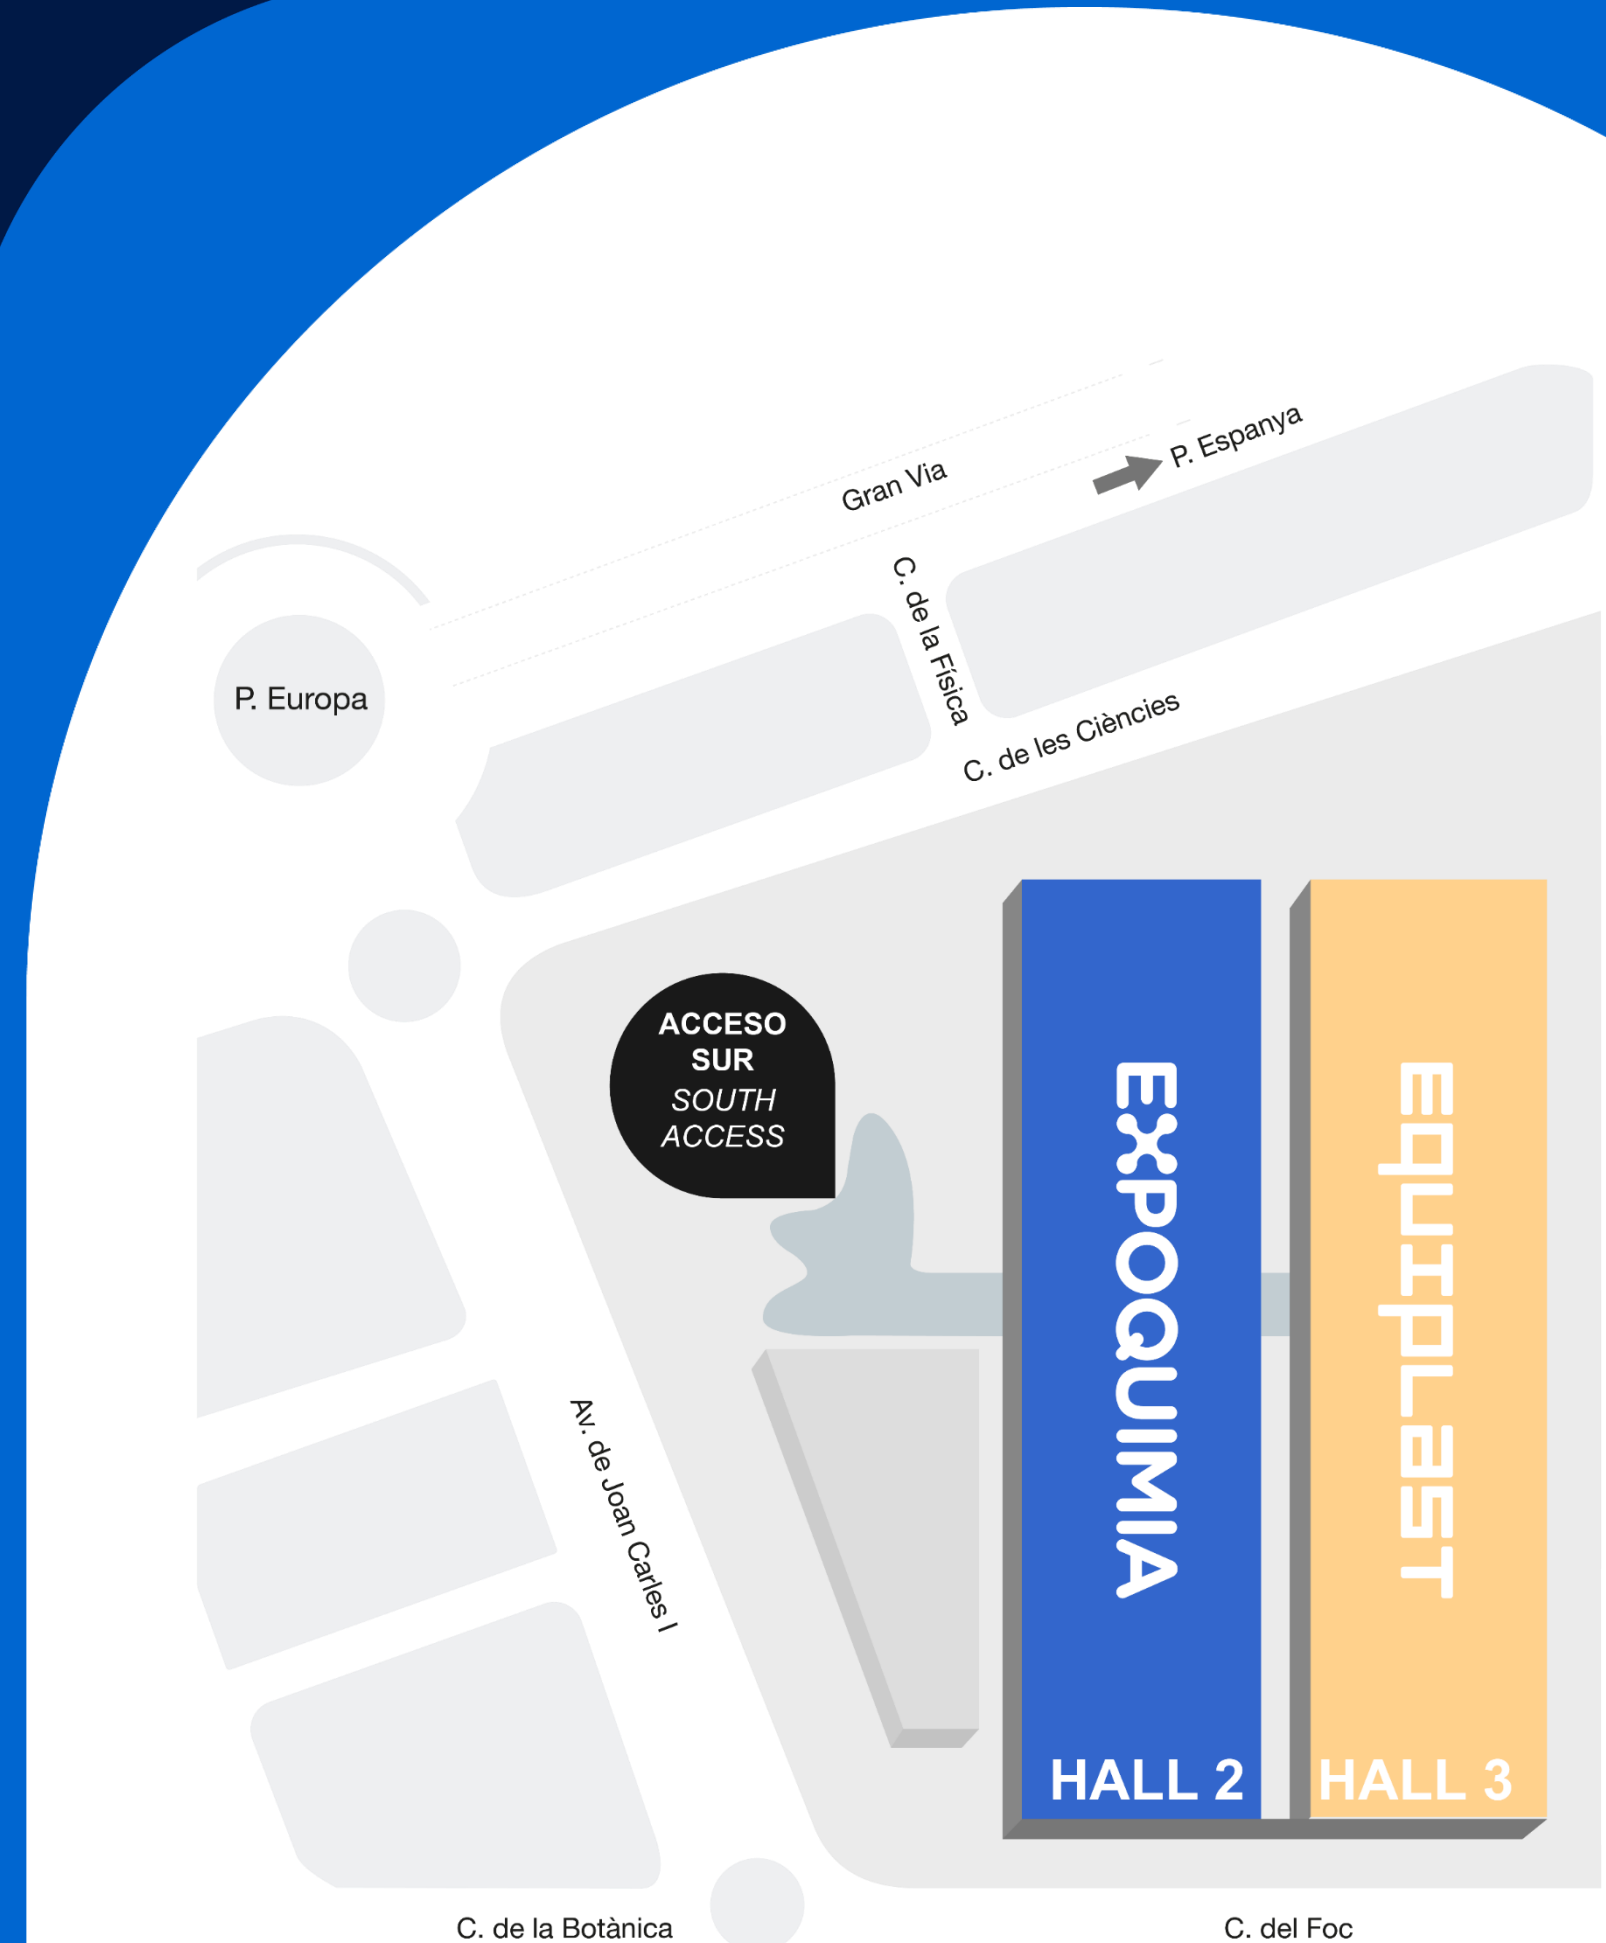 P. Espanya
Gran Via
C. de la Física
P. Europa
C. de les Ciències
ACCESO
SUR
SOUTH
ACCESS
EXPOQUIMIA
EQUIPLAST
Av. de Joan Carles I
HALL 2
HALL 3
C. de la Botànica
C. del Foc